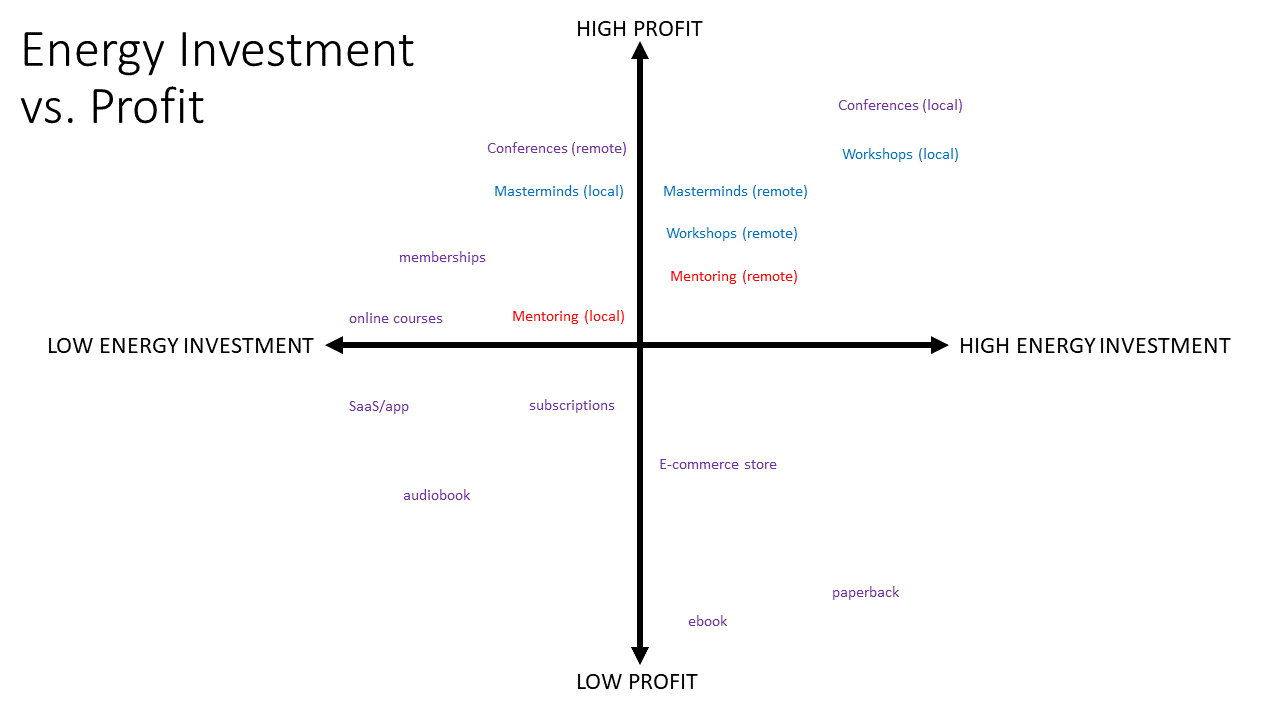 Energy Investment
vs. Profit
HIGH PROFIT
Conferences (local)
Conferences (remote)
Workshops (local)
Masterminds (local)
Masterminds (remote)
Workshops (remote)
memberships
Mentoring (remote)
online courses
Mentoring (local)
LOW ENERGY INVESTMENT
HIGH ENERGY INVESTMENT
SaaS/app
subscriptions
E-commerce store
audiobook
paperback
ebook
LOW PROFIT